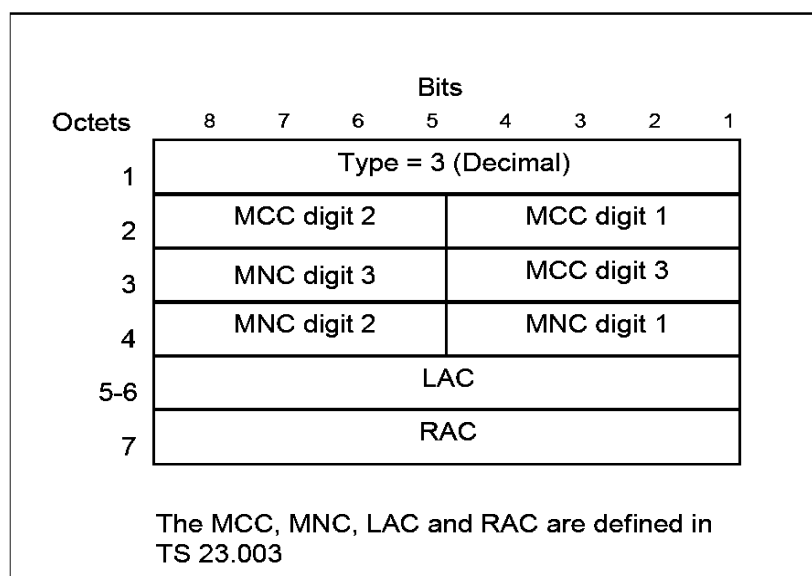 Bits
Octets 8 7 6 5 4 3 2 1
1 Type = 3 (Decimal)
2 MCC digit 2 MCC digit 1
3 MNC digit 3 MCC digit 3
4 MNC digit 2 MNC digit 1
5-6 LAC
7 RAC
The MCC, MNC, LAC and RAC are defined in
TS 23.003